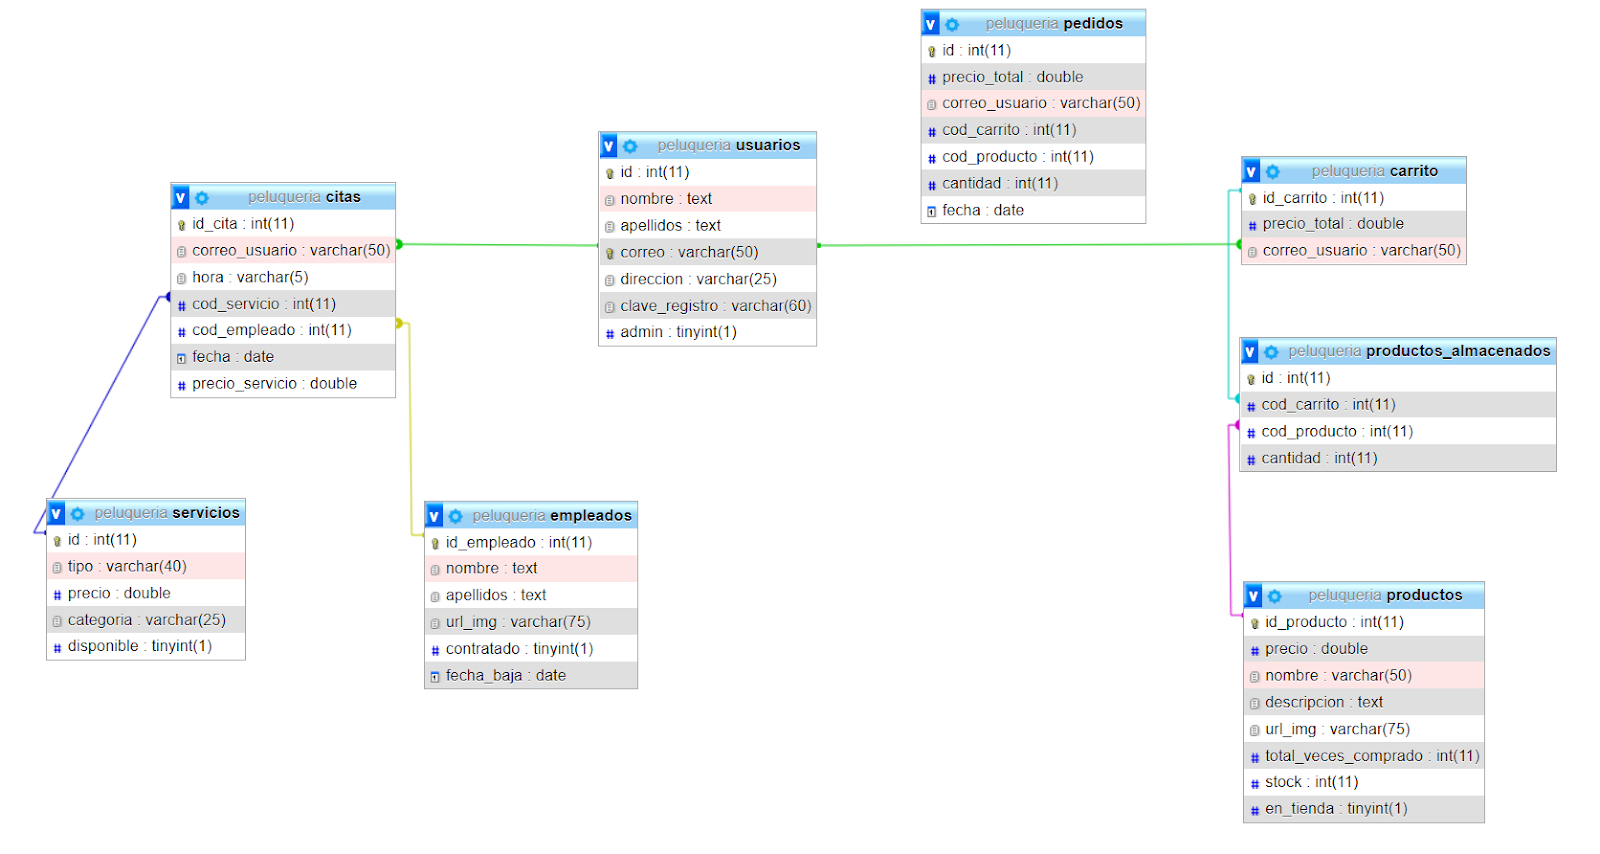 peluqueria pedidos
id : int(11)
precio_total : double
correo_usuario : varchar(50)
cod_carrito : int(11)
cod_producto : int(11)
cantidad : int(11)
fecha : date
peluqueria usuarios
id : int(11)
nombre : text
apellidos : text
correo : varchar(50)
direccion : varchar(25)
clave_registro : varchar(60)
admin : tinyint(1)
peluqueria carrito
id_carrito : int(11)
precio_total : double
correo_usuario : varchar(50)
peluqueria citas
id_cita : int(11)
correo_usuario : varchar(50)
hora : varchar(5)
cod_servicio : int(11)
cod_empleado : int(11)
fecha : date
precio_servicio : double
peluqueria productos_almacenados
id : int(11)
cod_carrito : int(11)
cod_producto : int(11)
cantidad : int(11)
peluqueria servicios
id : int(11)
tipo : varchar(40)
precio : double
categoria : varchar(25)
disponible : tinyint(1)
peluqueria empleados
id_empleado : int(11)
nombre : text
apellidos : text
url_img : varchar(75)
contratado : tinyint(1)
fecha_baja : date
peluqueria productos
id_producto : int(11)
precio : double
nombre : varchar(50)
descripcion : text
url_img : varchar(75)
total_veces_comprado : int(11)
stock : int(11)
en_tienda : tinyint(1)